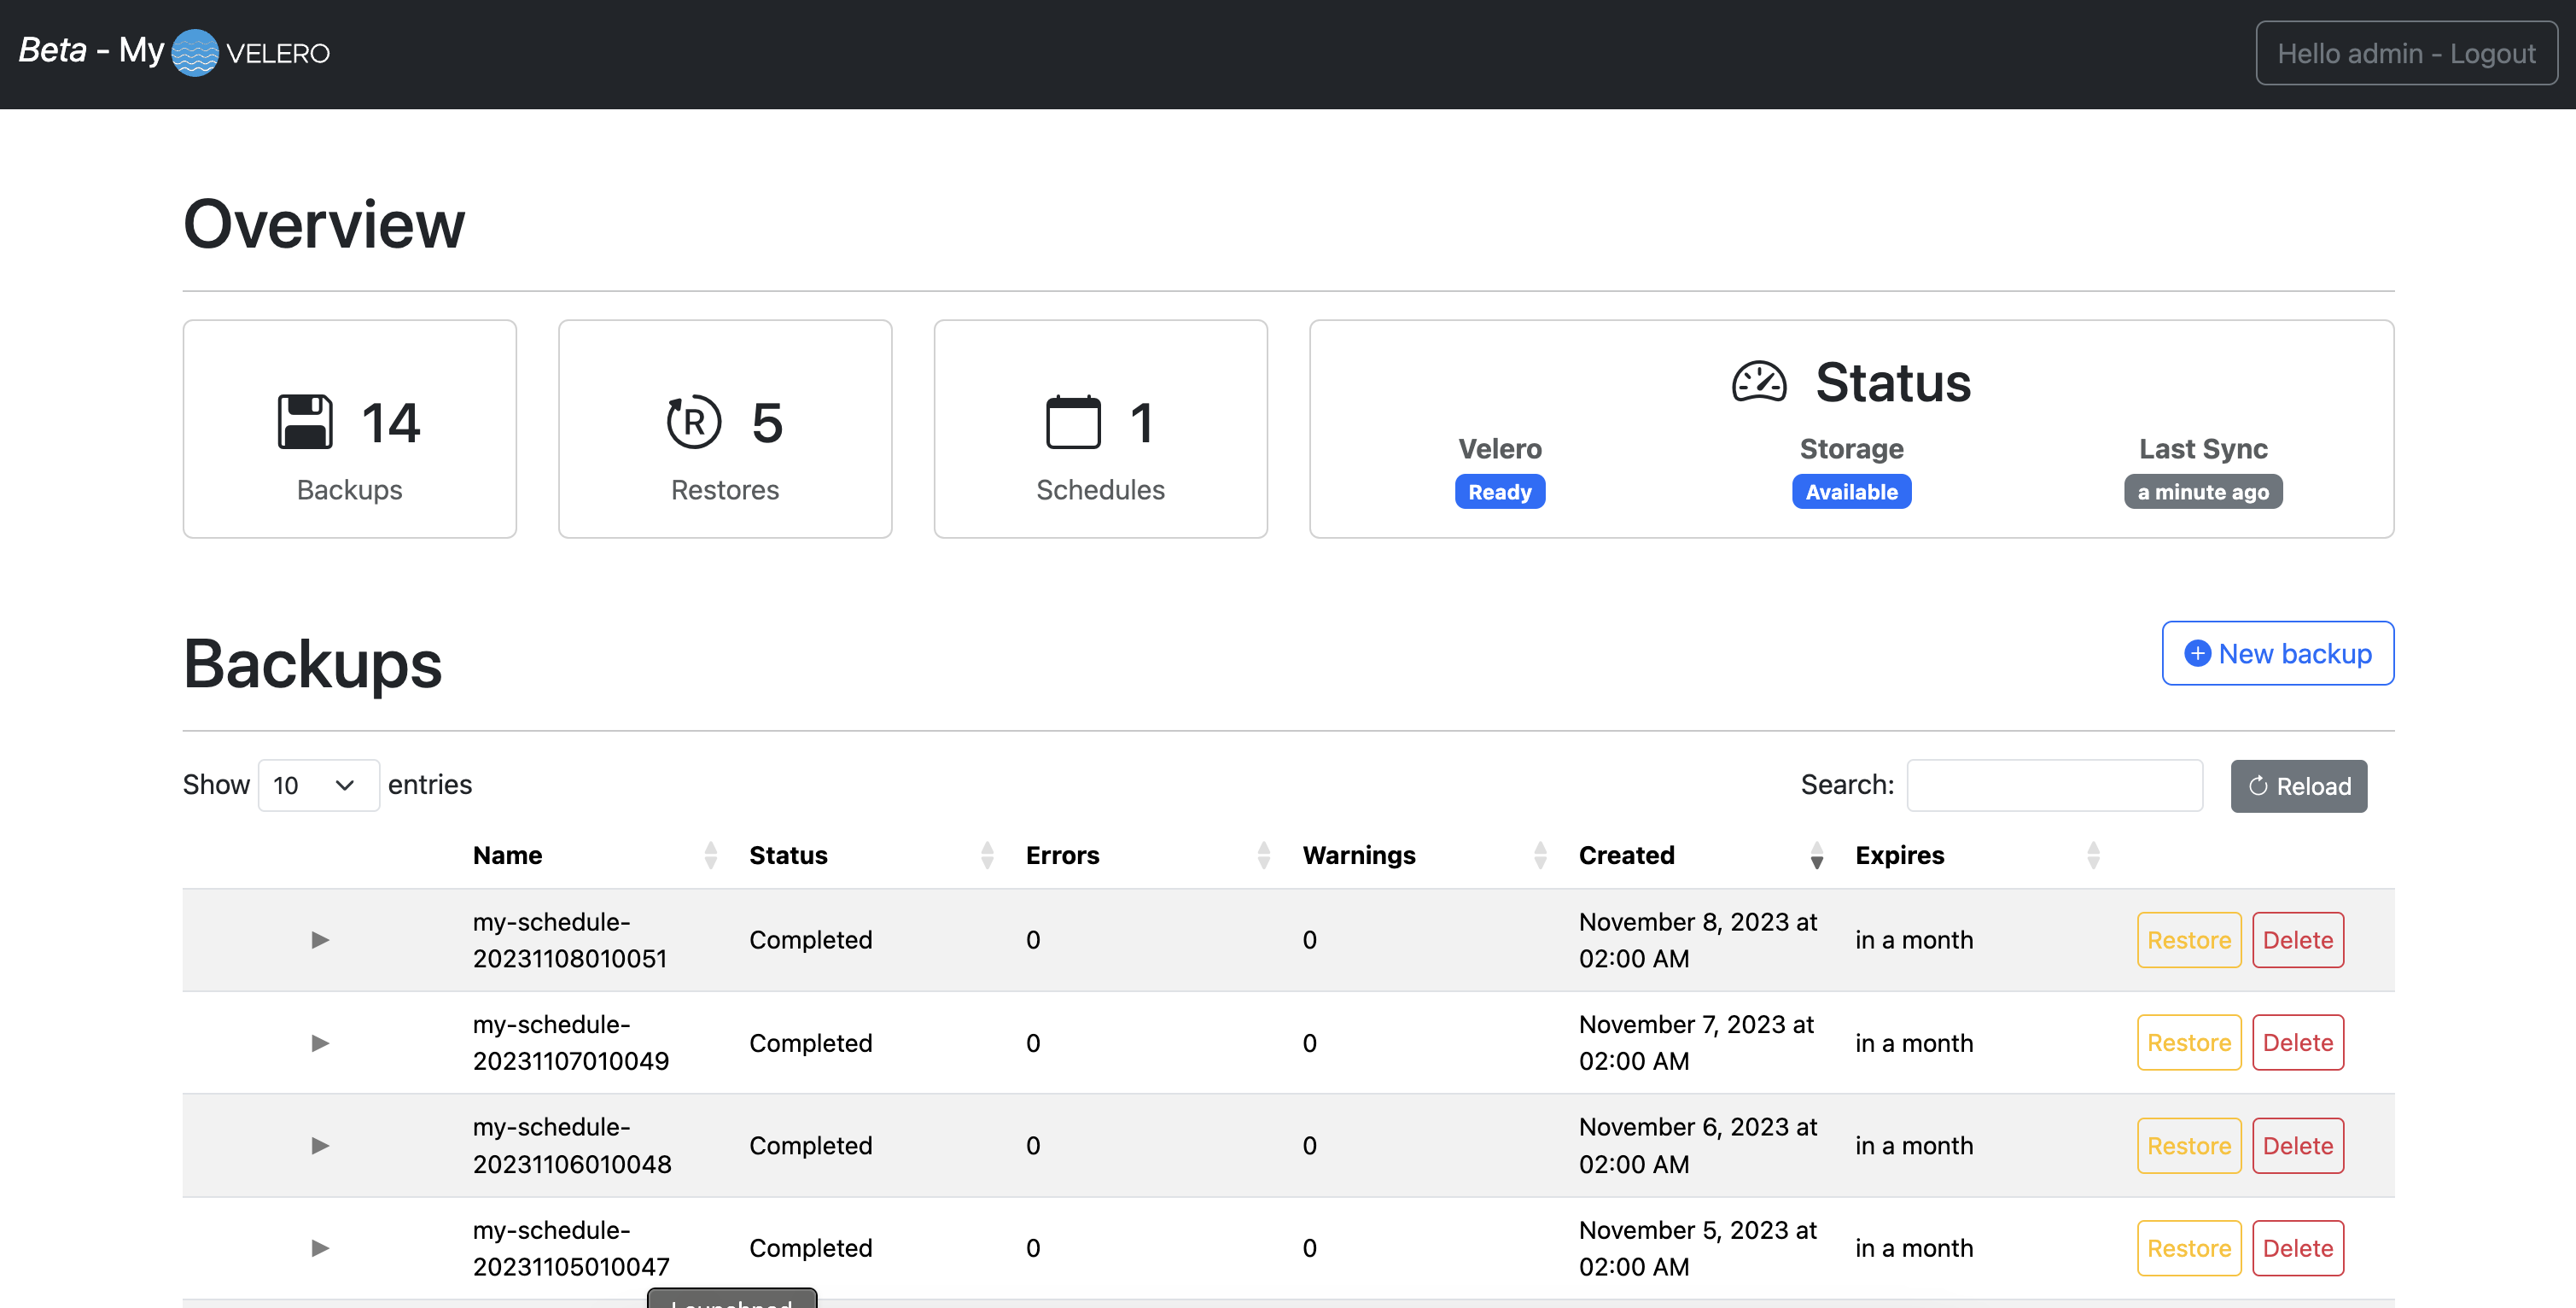 Beta - My VELERO
Hello admin - Logout
Overview
14
Backups
R 5
Restores
1
Schedules
Status
Velero Storage Last Sync
Ready Available a minute ago
Backups
New backup
Show 10 entries
Search:
Reload
Name Status Errors Warnings Created Expires
my-schedule-
20231108010051
Completed
0
0
November 8, 2023 at
02:00 AM
in a month
Restore Delete
my-schedule-
20231107010049
Completed
0
0
November 7, 2023 at
02:00 AM
in a month
Restore Delete
my-schedule-
20231106010048
Completed
0
0
November 6, 2023 at
02:00 AM
in a month
Restore Delete
my-schedule-
20231105010047
Completed
0
0
November 5, 2023 at
02:00 AM
in a month
Restore Delete